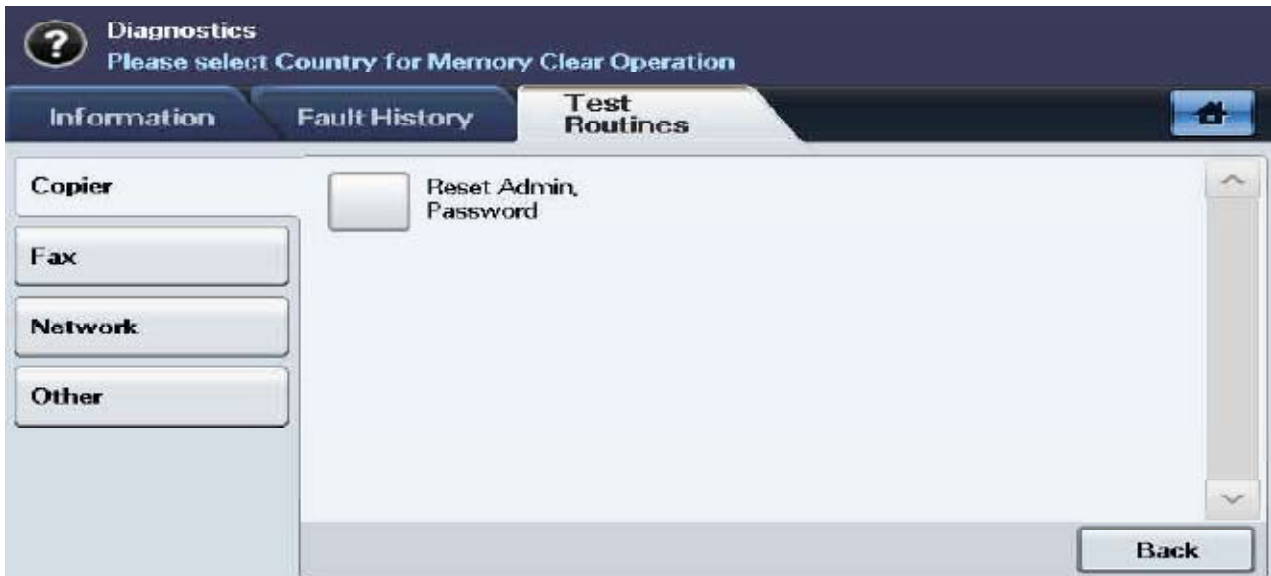 Diagnostics
Please select Country for Memory Clear Operation
Information
Fault History
Test
Routines
Copier
Fax
Network
Other
Reset Admin,
Password
Back